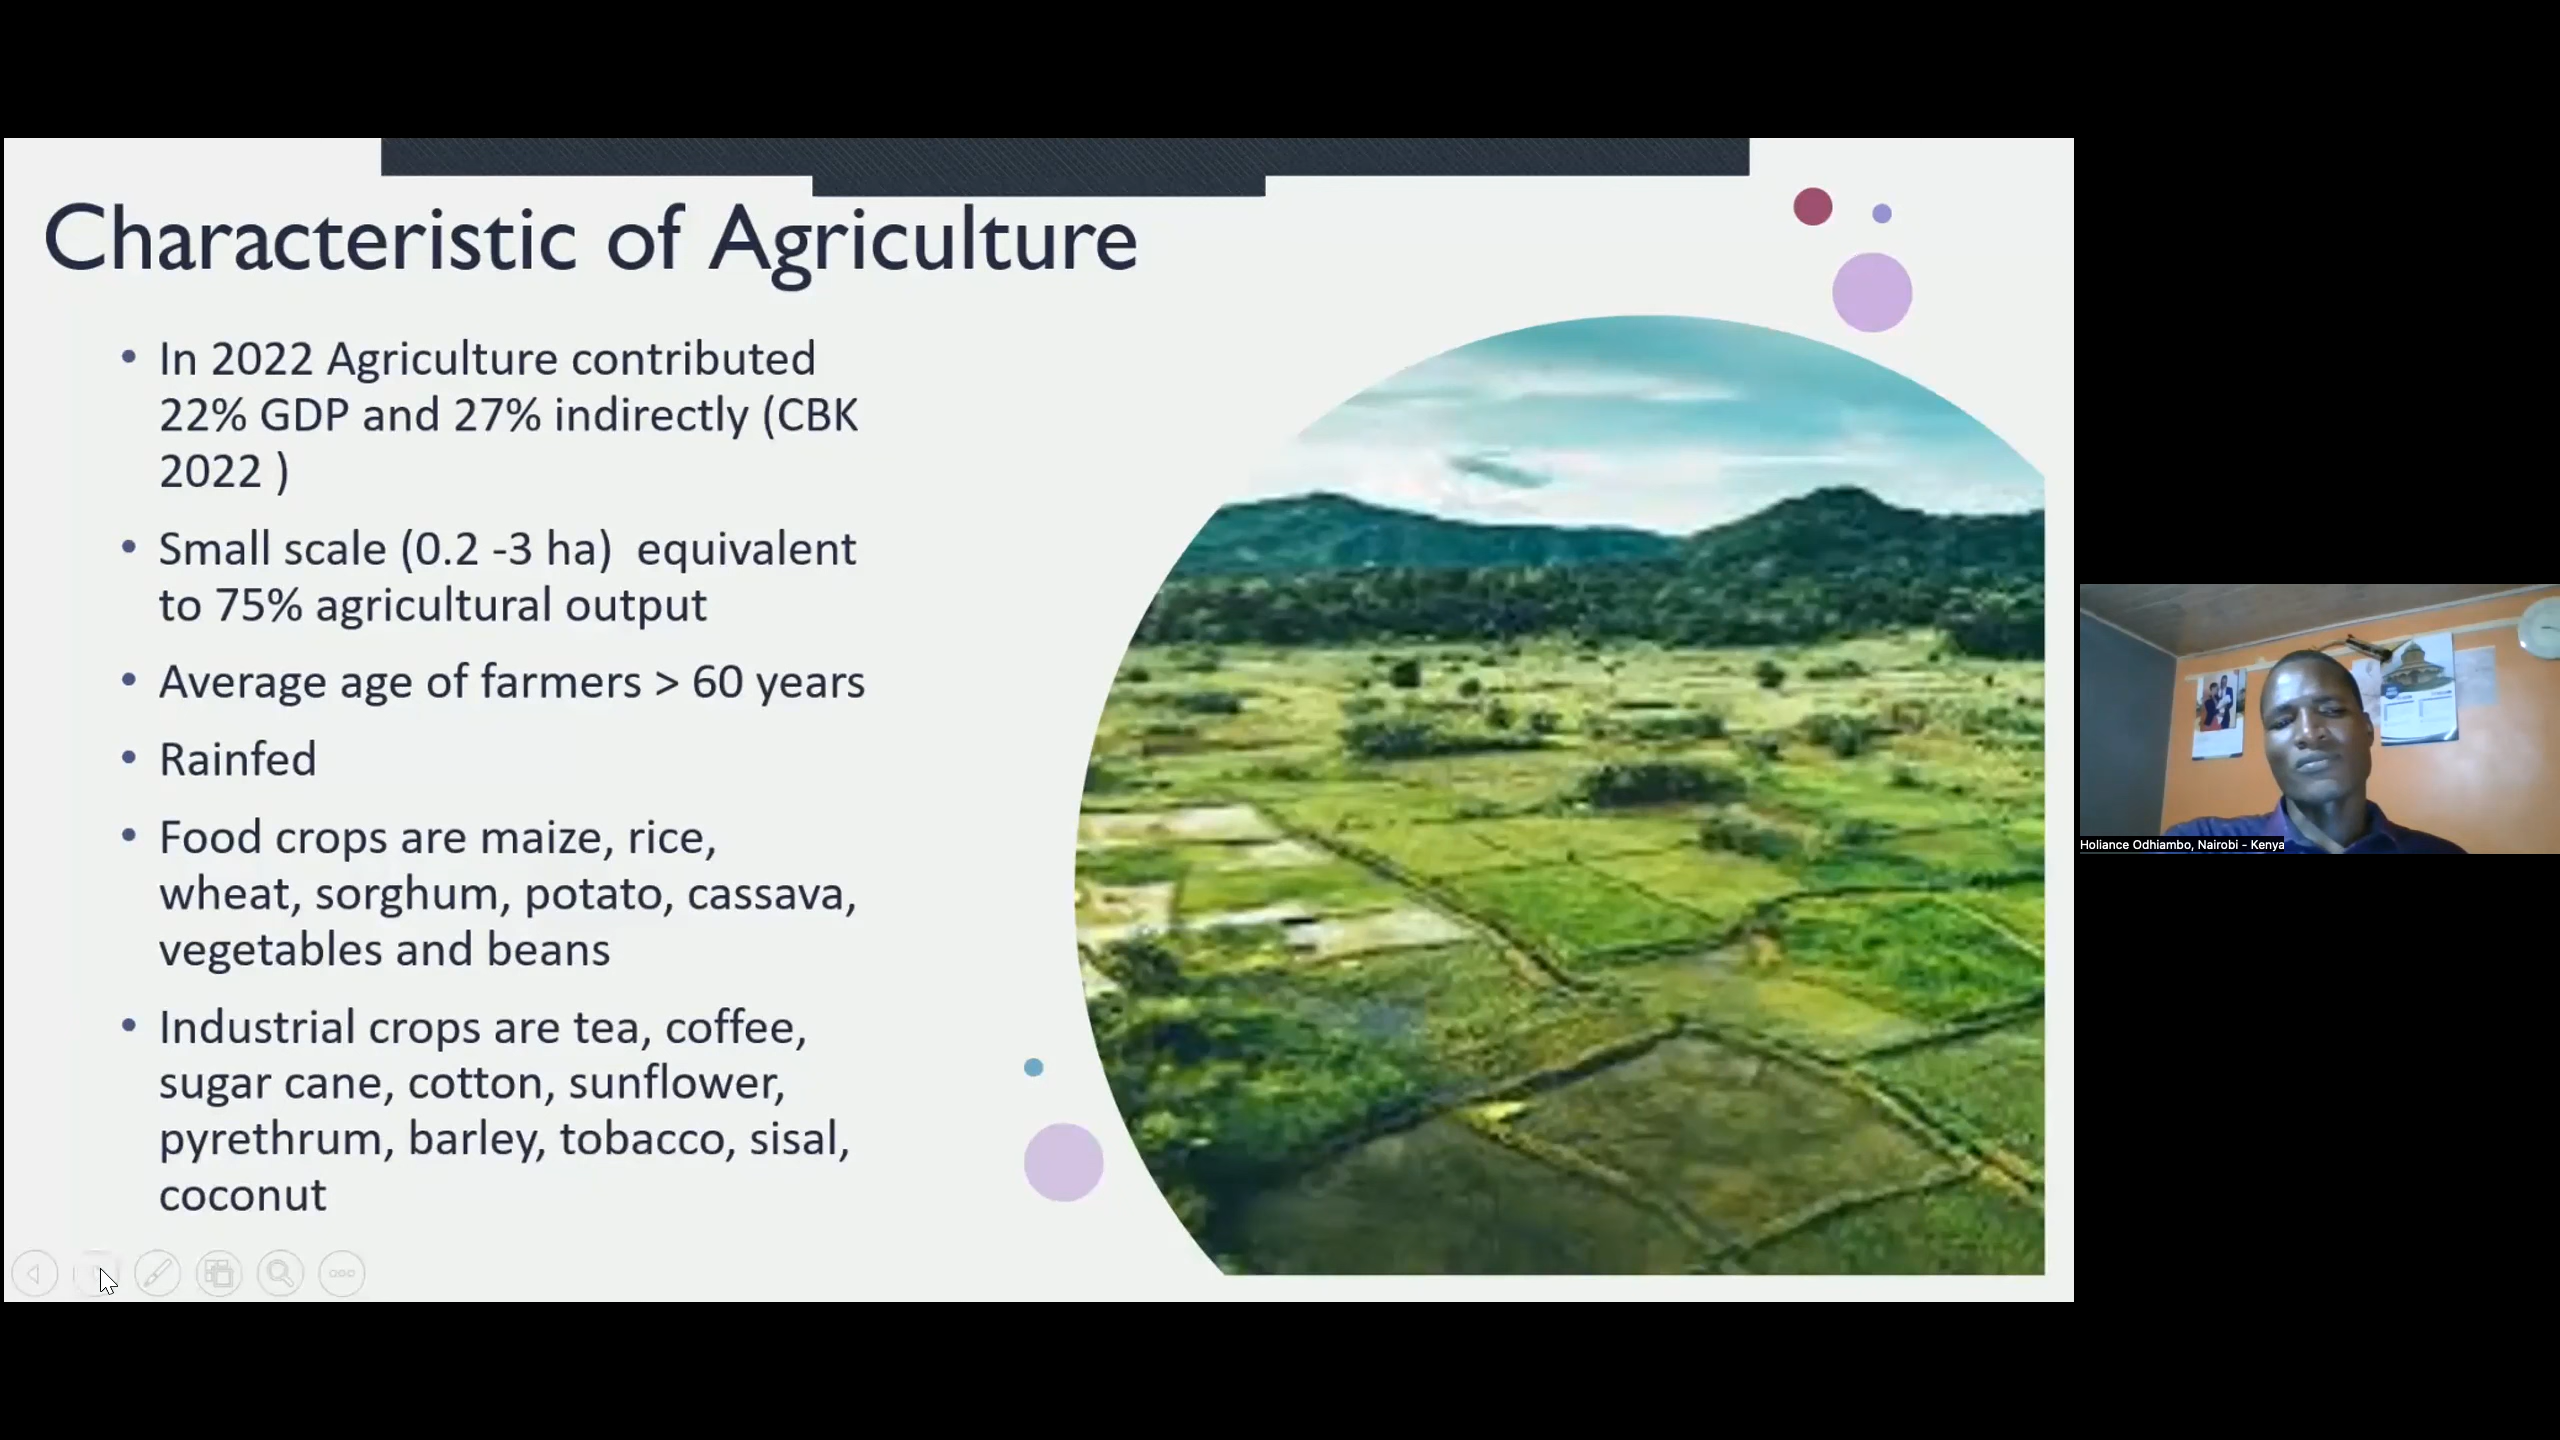 Characteristic of Agriculture
• In 2022 Agriculture contributed
22% GDP and 27% indirectly (CBK
2022 )
• Small scale (0.2 -3 ha)  equivalent
to 75% agricultural output
• Average age of farmers > 60 years
• Rainfed
• Food crops are maize, rice,
wheat, sorghum, potato, cassava,
vegetables and beans
• Industrial crops are tea, coffee,
sugar cane, cotton, sunflower,
pyrethrum, barley, tobacco, sisal,
coconut
Holiance Odhiambo, Nairobi - Kenya